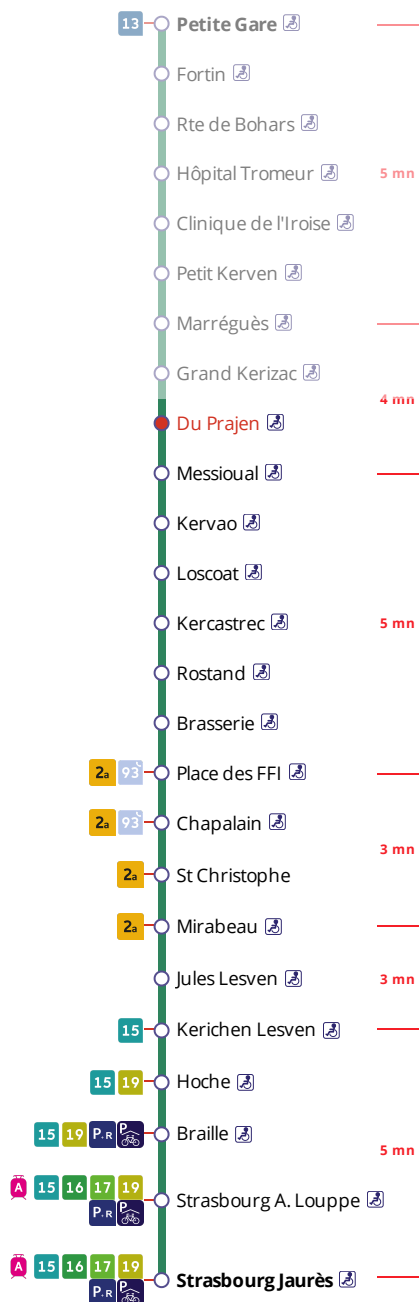 13 Petite Gare
Fortin
Rte de Bohars
Hôpital Tromeur 5 mn
Clinique de l'Iroise
Petit Kerven
Marréguès
Grand Kerizac
4 mn
Du Prajen
Messioual
Kervao
Loscoat
Kercastrec 5 mn
Rostand
Brasserie
2a 93 Place des FFI
2a 93 Chapalain
3 mn
2a St Christophe
2a Mirabeau
Jules Lesven 3 mn
15 Kerichen Lesven
15 19 Hoche
15 19 P+R P Braille
5 mn
A 15 16 17 19
Strasbourg A. Louppe
P+R P
A 15 16 17 19
Strasbourg Jaurès
P+R P